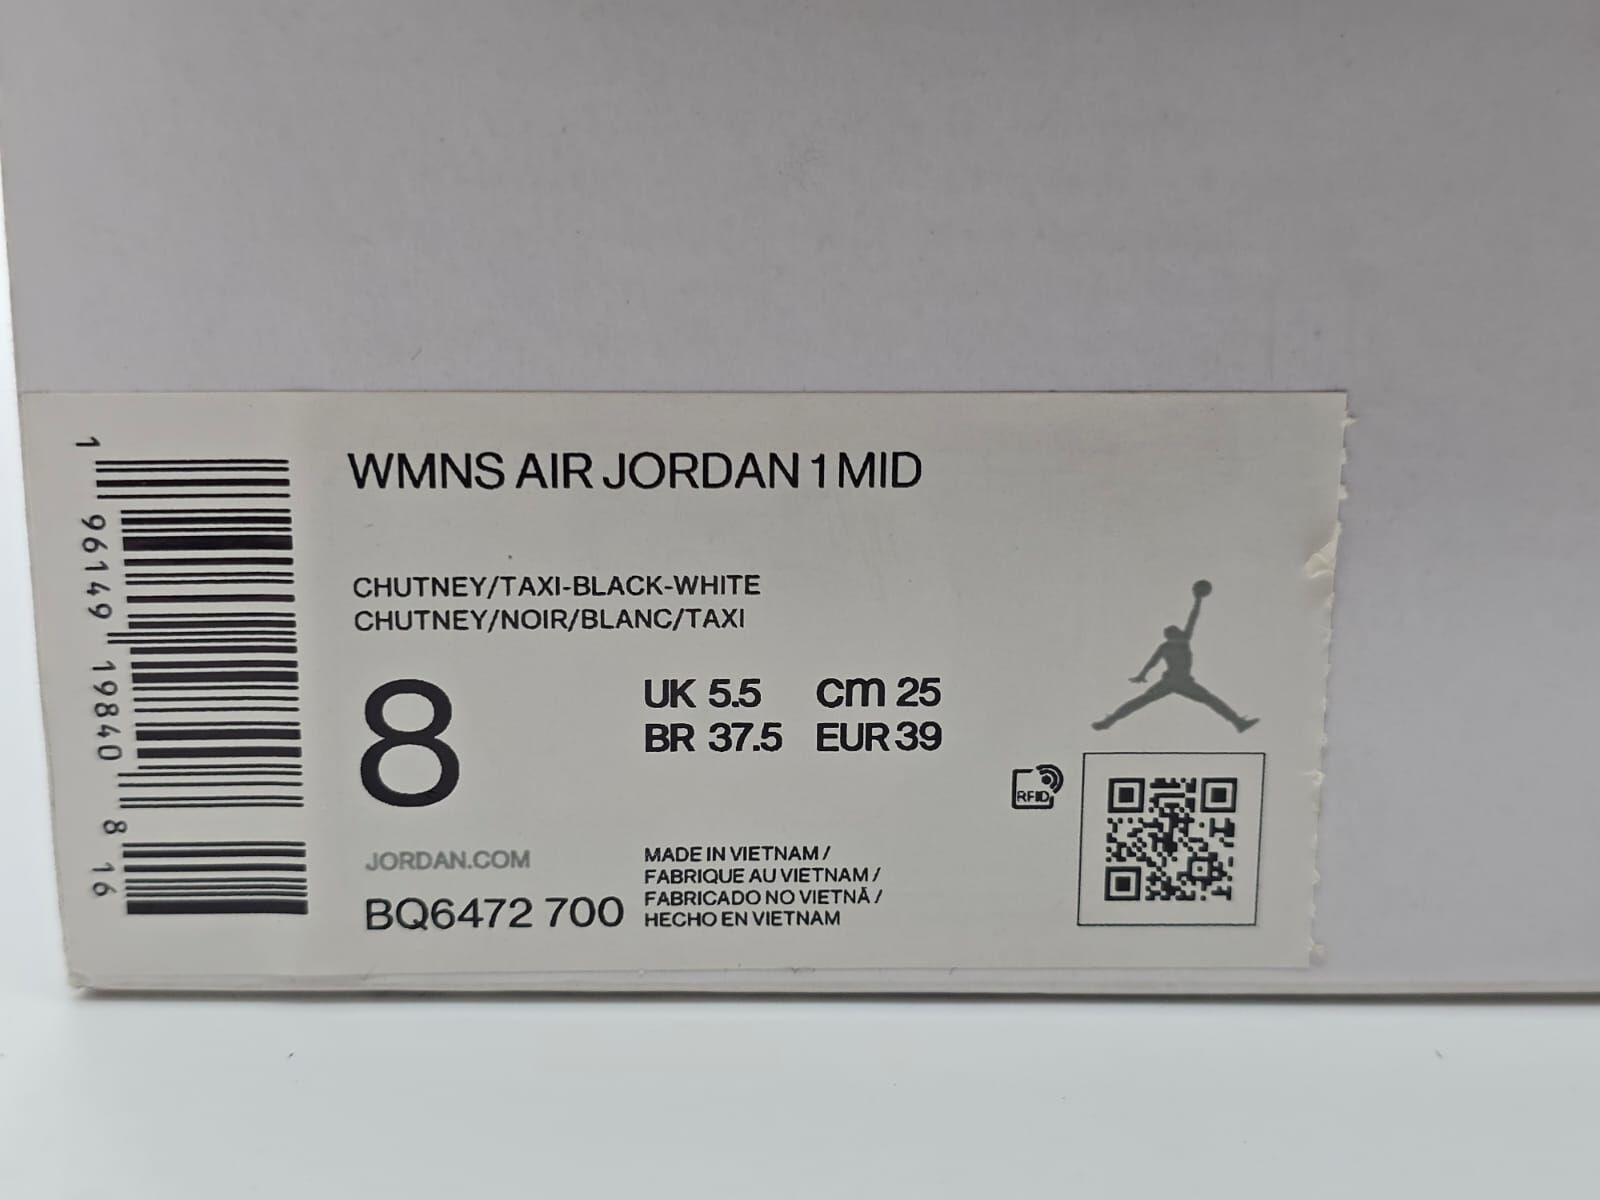 1 96149 19840 8 16
WMNS AIR JORDAN 1 MID
CHUTNEY/TAXI-BLACK-WHITE
CHUTNEY/NOIR/BLANC/TAXI
8
UK 5.5 cm 25
BR 37.5 EUR 39
RFID
JORDAN.COM
BQ6472 700
MADE IN VIETNAM /
FABRIQUE AU VIETNAM /
FABRICADO NO VIETNÃ /
HECHO EN VIETNAM